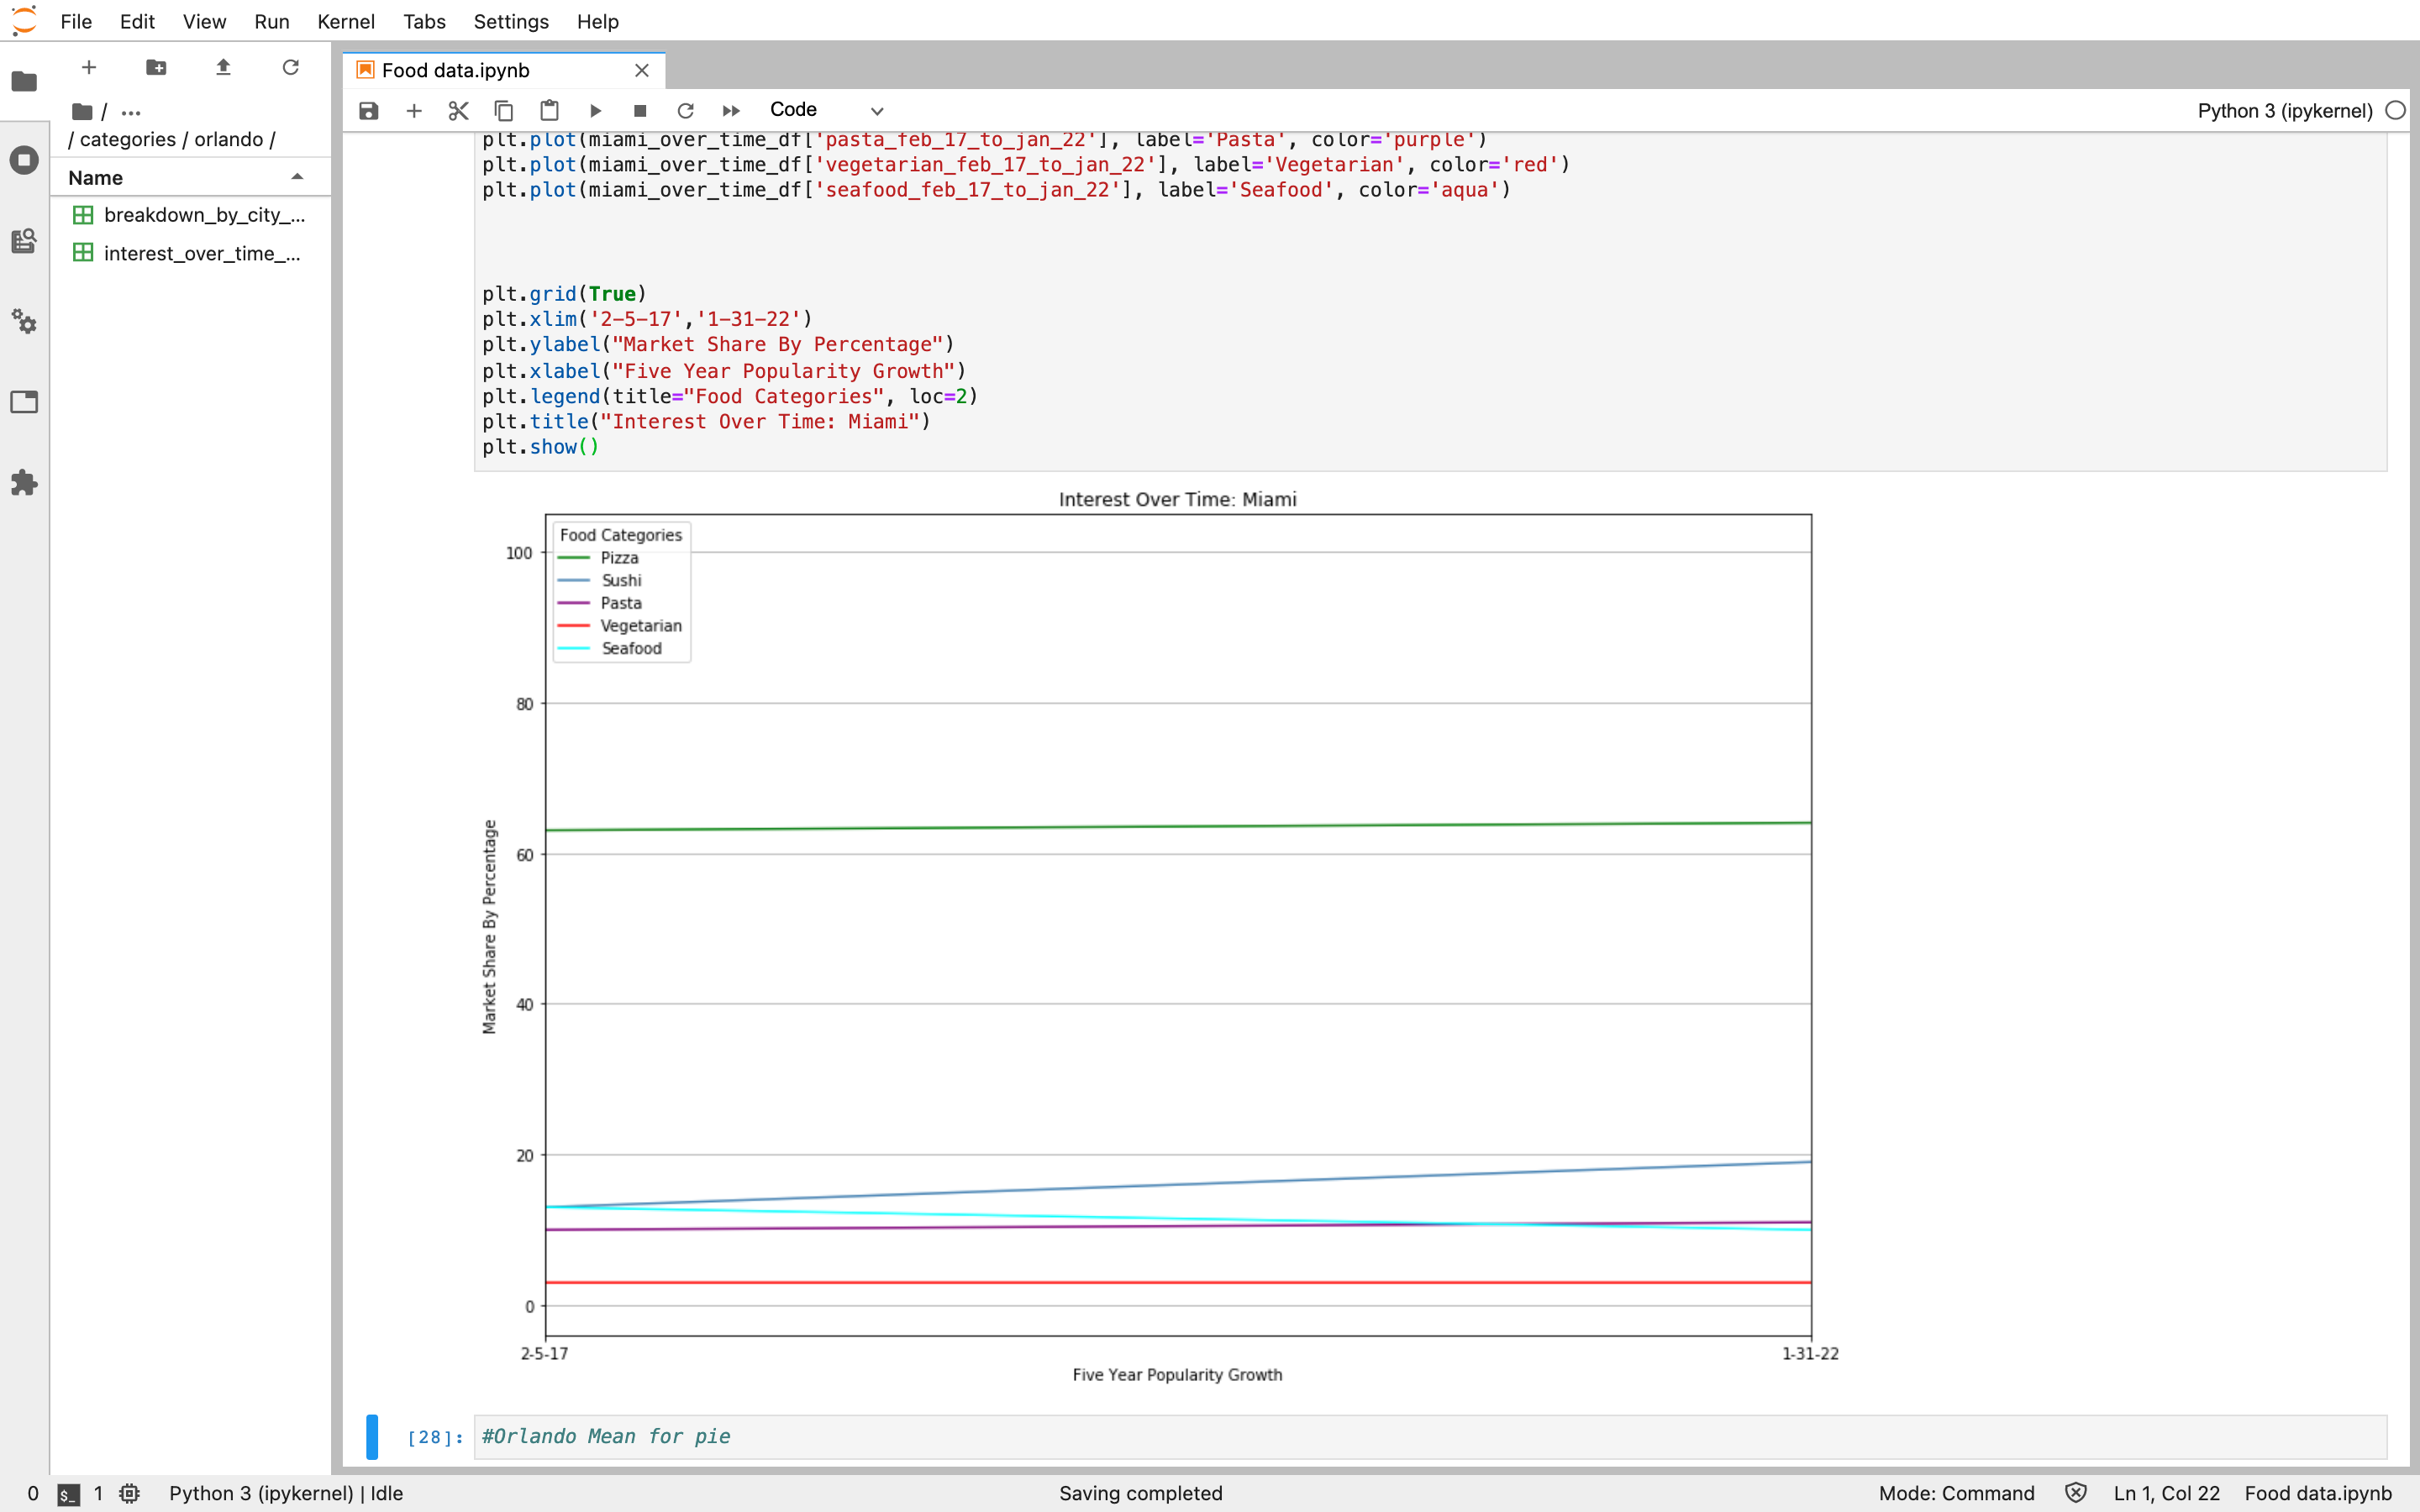 File Edit View Run Kernel Tabs Settings Help
/ …
/ categories / orlando /
Name
breakdown_by_city_...
interest_over_time_...
Food data.ipynb
Code
Python 3 (ipykernel)
plt.plot(miami_over_time_df['pasta_feb_17_to_jan_22'], label='Pasta', color='purple')
plt.plot(miami_over_time_df['vegetarian_feb_17_to_jan_22'], label='Vegetarian', color='red')
plt.plot(miami_over_time_df['seafood_feb_17_to_jan_22'], label='Seafood', color='aqua')
plt.grid(True)
plt.xlim('2-5-17','1-31-22')
plt.ylabel("Market Share By Percentage")
plt.xlabel("Five Year Popularity Growth")
plt.legend(title="Food Categories", loc=2)
plt.title("Interest Over Time: Miami")
plt.show()
Interest Over Time: Miami
Food Categories
Pizza
Sushi
Pasta
Vegetarian
Seafood
100
80
60
40
20
0
Market Share By Percentage
2-5-17 1-31-22
Five Year Popularity Growth
[28]: #Orlando Mean for pie
0 $_ 1 Python 3 (ipykernel) | Idle Saving completed Mode: Command Ln 1, Col 22 Food data.ipynb